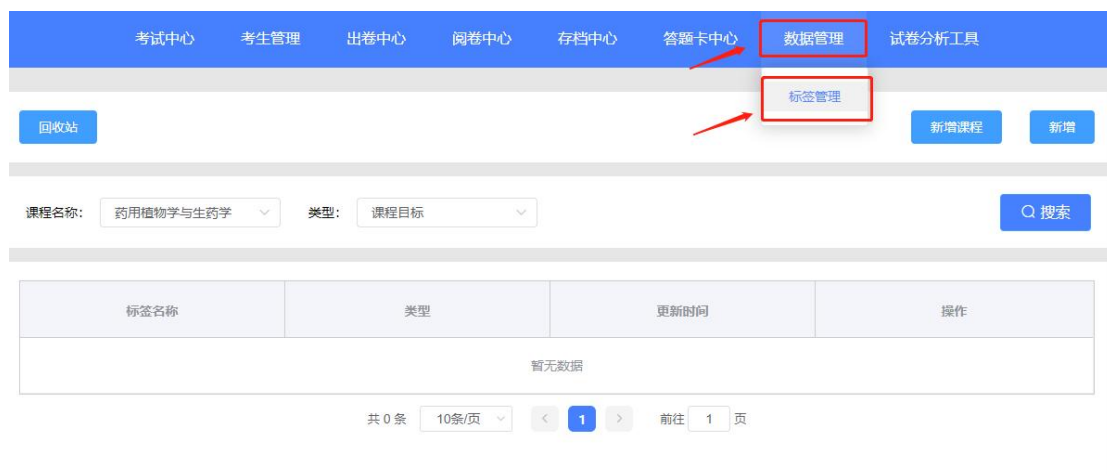 考试中心 考生管理 出卷中心 阅卷中心 存档中心 答题卡中心 数据管理 试卷分析工具
标签管理
回收站 新增课程 新增
课程名称： 药用植物学与生药学 类型： 课程目标 搜索
标签名称 类型 更新时间 操作
暂无数据
共 0 条 10条/页 1 前往 1 页